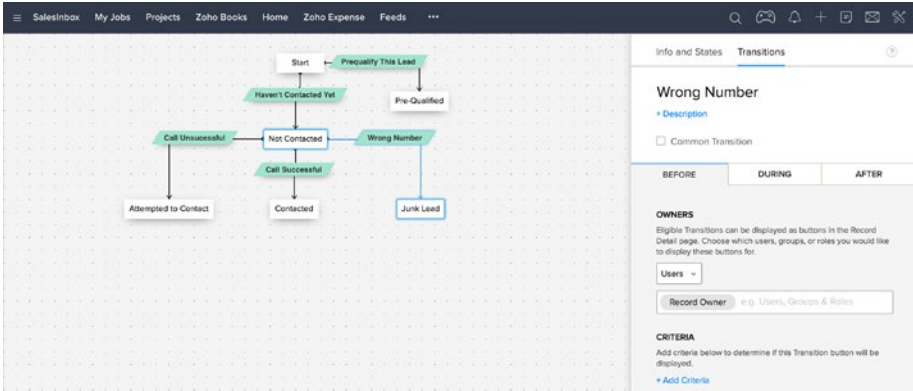 SalesInbox My Jobs Projects Zoho Books Home Zoho Expense Feeds •••
Info and States Transitions ?
Start Prequalify This Lead
Haven't Contacted Yet
Pre-Qualified
Call Unsucessful Not Contacted Wrong Number
Call Successful
Attempted to Contact Contacted Junk Lead
Wrong Number
+ Description
Common Transition
BEFORE DURING AFTER
OWNERS
Eligible Transitions can be displayed as buttons in the Record
Detail page. Choose which users, groups, or roles you would like
to display these buttons for.
Users
Record Owner e.g. Users, Groups & Roles
CRITERIA
Add criteria below to determine if this Transition button will be
displayed.
+ Add Criteria